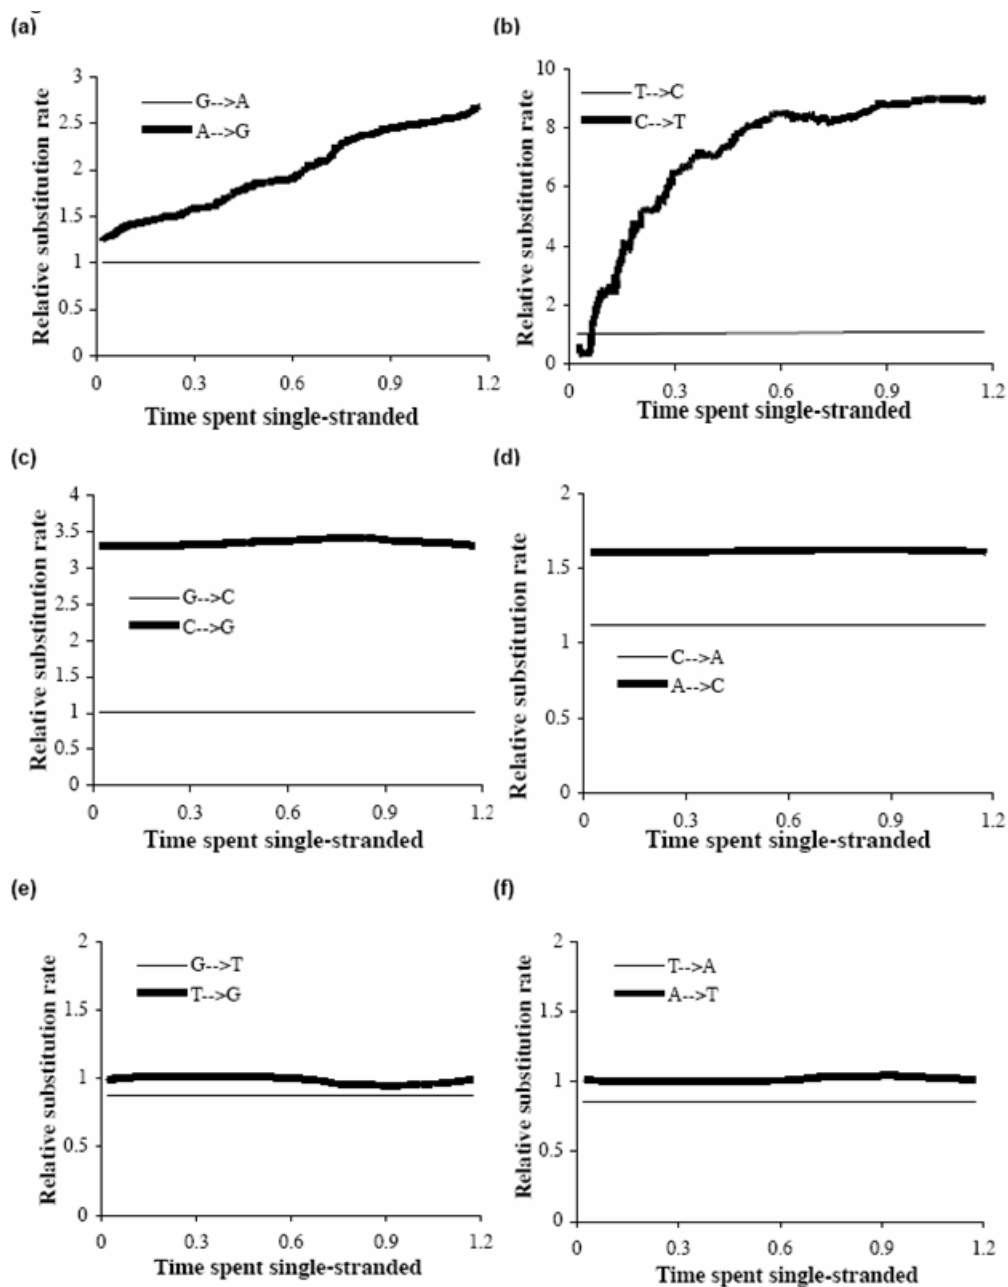 (a)
Relative substitution rate
3
2.5
2
1.5
1
0.5
0
G-->A
A-->G
0 0.3 0.6 0.9 1.2
Time spent single-stranded
(b)
Relative substitution rate
10
8
6
4
2
0
T-->C
C-->T
0 0.3 0.6 0.9 1.2
Time spent single-stranded
(c)
Relative substitution rate
4
3.5
3
2.5
2
1.5
1
0.5
0
G-->C
C-->G
0 0.3 0.6 0.9 1.2
Time spent single-stranded
(d)
Relative substitution rate
2
1.5
1
0.5
0
C-->A
A-->C
0 0.3 0.6 0.9 1.2
Time spent single-stranded
(e)
Relative substitution rate
2
1.5
1
0.5
0
G-->T
T-->G
0 0.3 0.6 0.9 1.2
Time spent single-stranded
(f)
Relative substitution rate
2
1.5
1
0.5
0
T-->A
A-->T
0 0.3 0.6 0.9 1.2
Time spent single-stranded